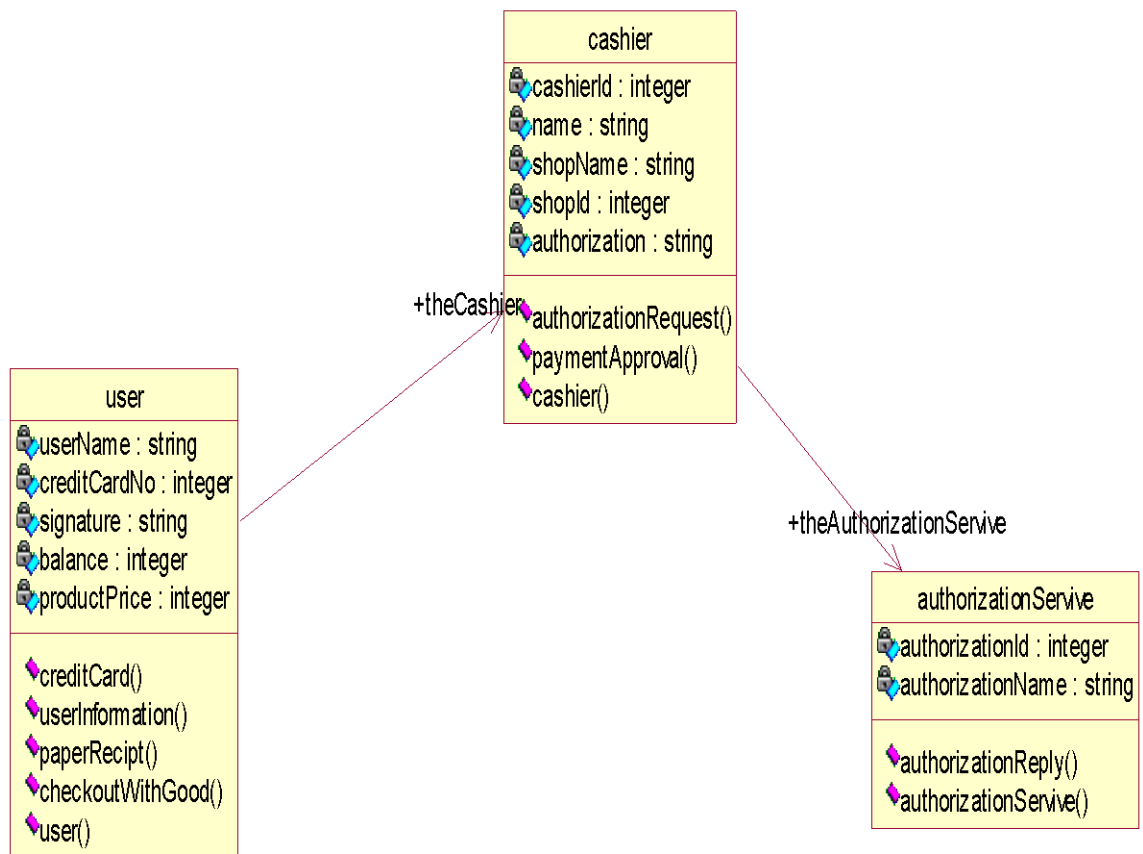 cashier
cashierId : integer
name : string
shopName : string
shopId : integer
authorization : string
authorizationRequest()
paymentApproval()
cashier()
+theCashier
user
userName : string
creditCardNo : integer
signature : string
balance : integer
productPrice : integer
creditCard()
userInformation()
paperRecipt()
checkoutWithGood()
user()
+theAuthorizationServive
authorizationServive
authorizationId : integer
authorizationName : string
authorizationReply()
authorizationServive()